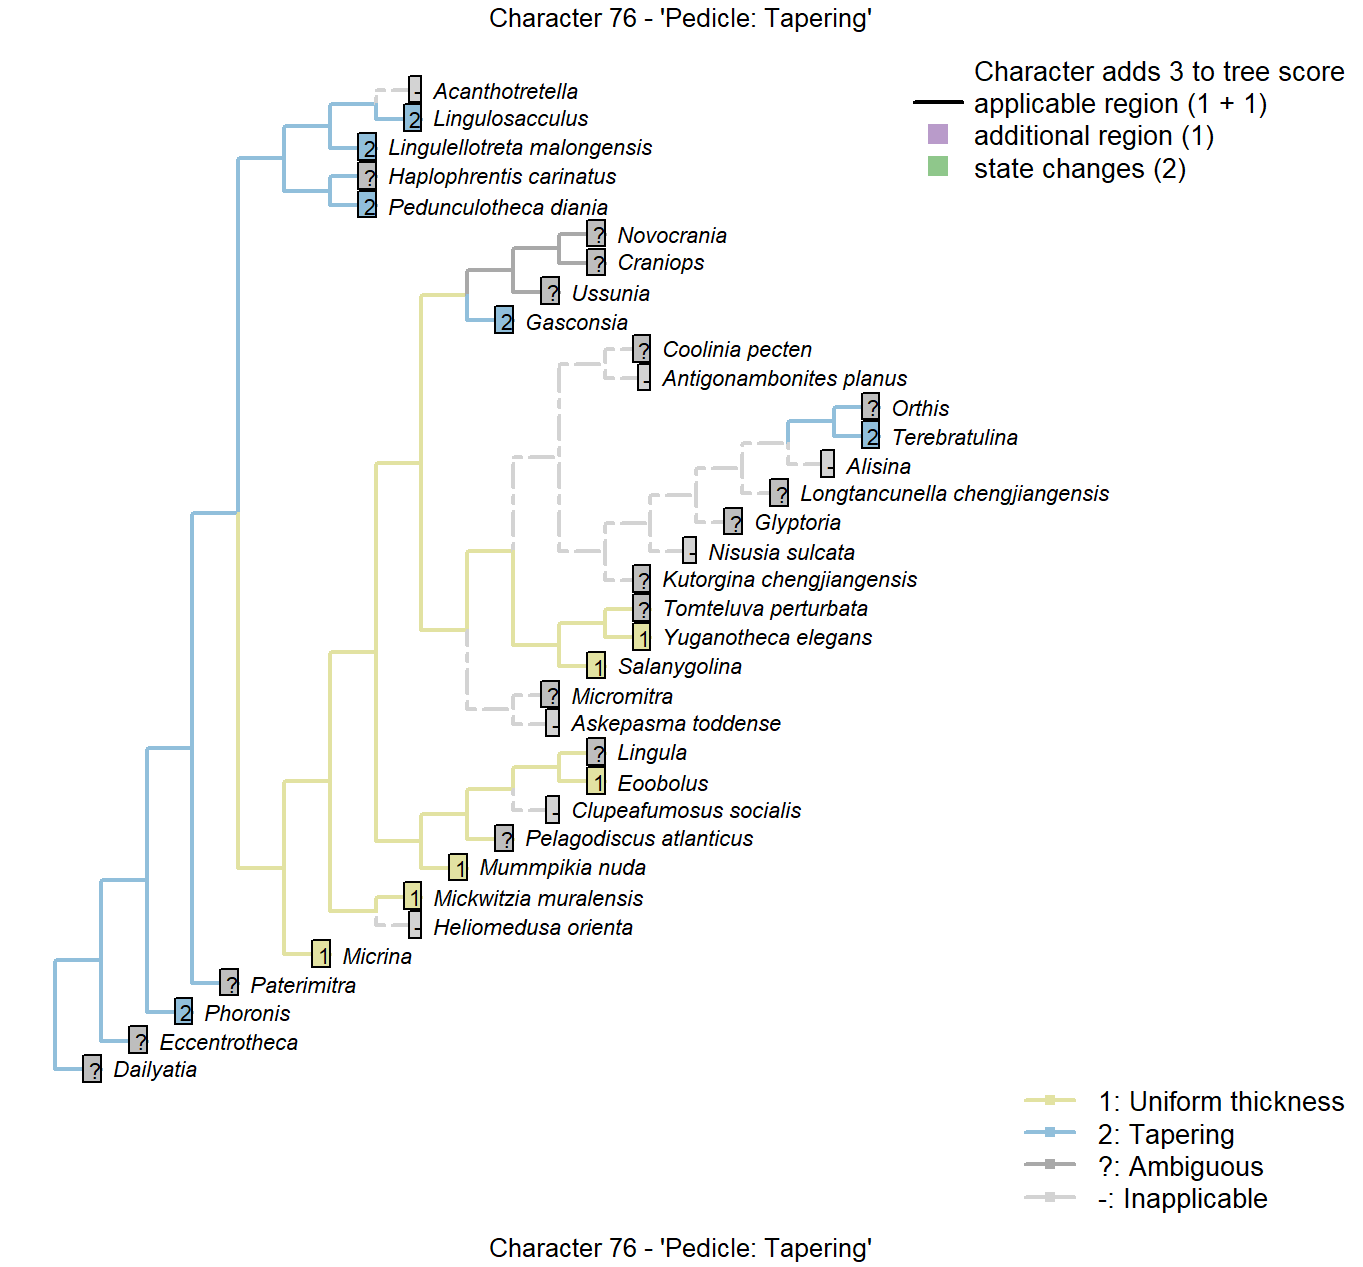 Character 76 - 'Pedicle: Tapering'
Character adds 3 to tree score
applicable region (1 + 1)
additional region (1)
state changes (2)
- Acanthotretella
2 Lingulosacculus
2 Lingulellotreta malongensis
? Haplophrentis carinatus
2 Pedunculotheca diania
? Novocrania
? Craniops
? Ussunia
2 Gasconsia
? Coolinia pecten
- Antigonambonites planus
? Orthis
2 Terebratulina
- Alisina
? Longtancunella chengjiangensis
? Glyptoria
- Nisusia sulcata
? Kutorgina chengjiangensis
? Tomteluva perturbata
1 Yuganotheca elegans
1 Salanygolina
? Micromitra
- Askepasma toddense
? Lingula
1 Eoobolus
- Clupeafumosus socialis
? Pelagodiscus atlanticus
1 Mummpikia nuda
1 Mickwitzia muralensis
- Heliomedusa orienta
1 Micrina
? Paterimitra
2 Phoronis
? Eccentrotheca
? Dailyatia
1: Uniform thickness
2: Tapering
?: Ambiguous
-: Inapplicable
Character 76 - 'Pedicle: Tapering'